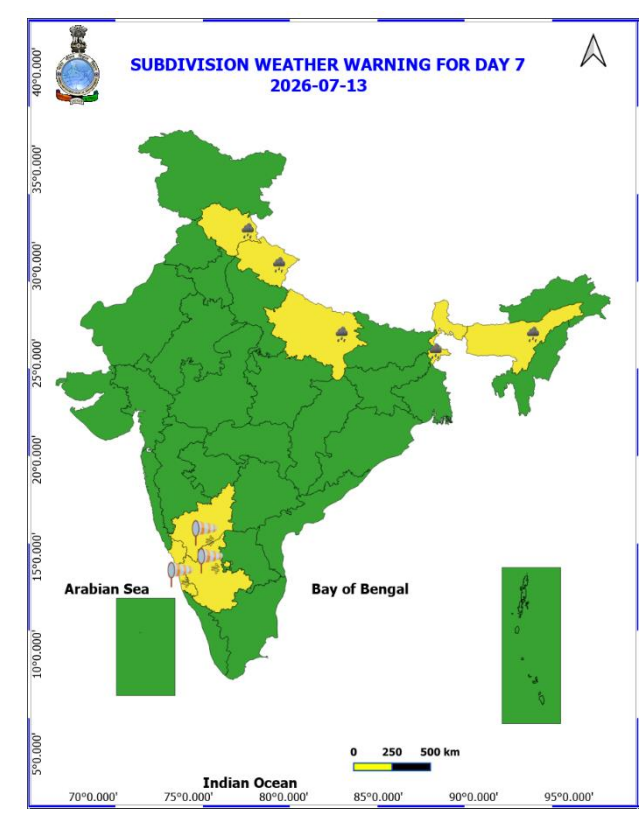 SUBDIVISION WEATHER WARNING FOR DAY 7
2026-07-13
40°0.000'
35°0.000'
30°0.000'
25°0.000'
20°0.000'
15°0.000'
10°0.000'
5°0.000'
Arabian Sea
Bay of Bengal
0 250 500 km
Indian Ocean
70°0.000' 75°0.000' 80°0.000' 85°0.000' 90°0.000' 95°0.000'